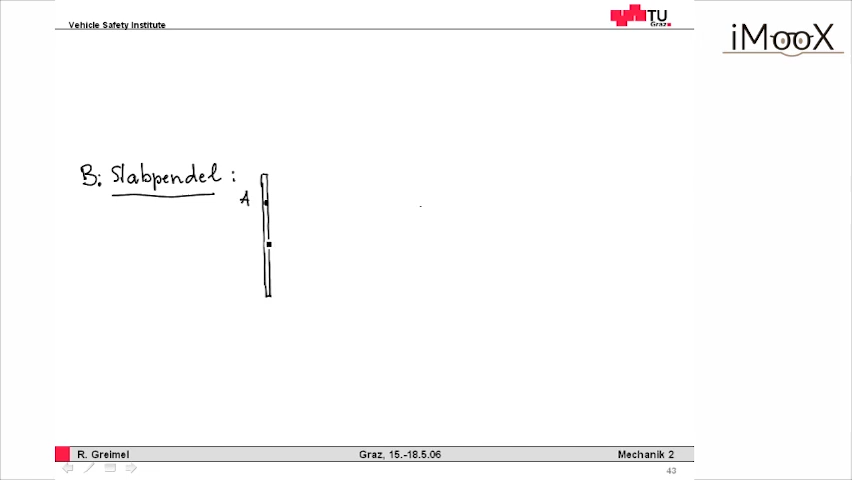 Vehicle Safety Institute
TU
Graz
iMooX
B: Stabpendel:
A
R. Greimel
Graz, 15.-18.5.06
Mechanik 2
43